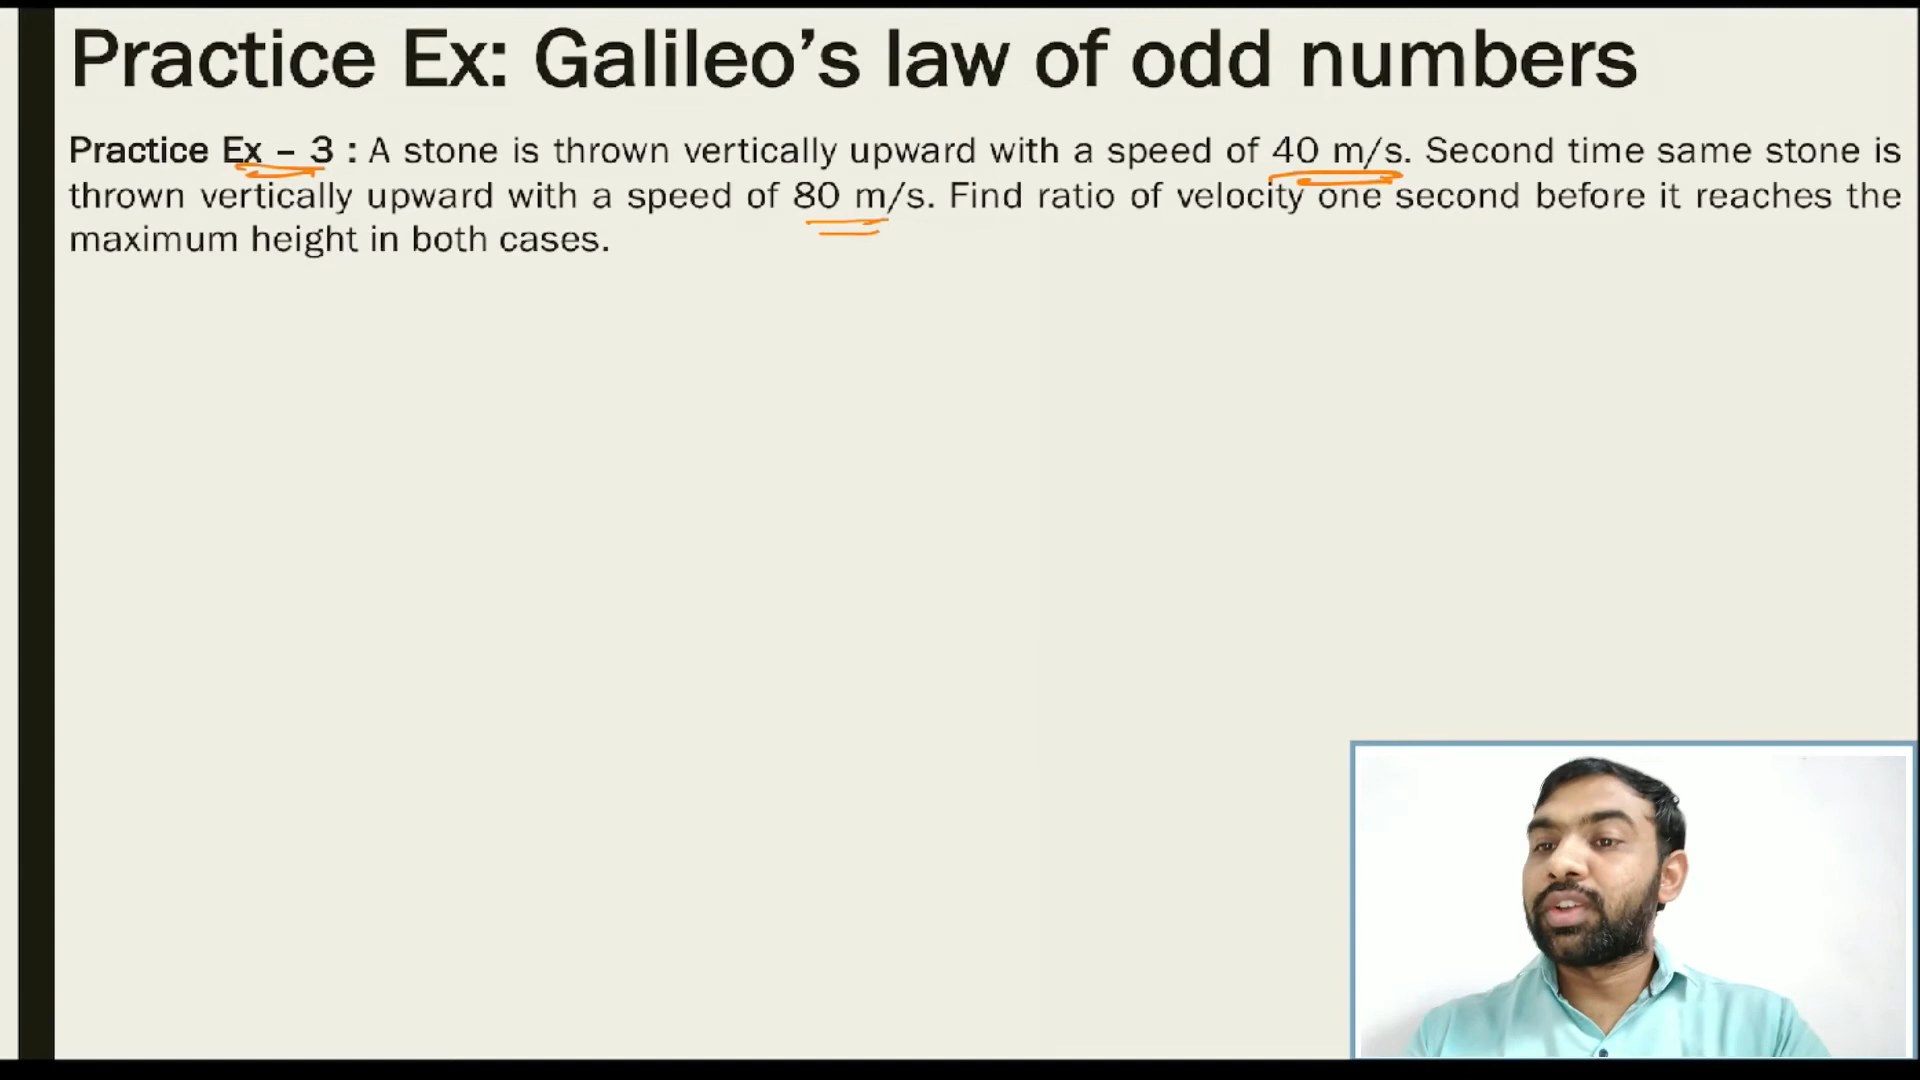 Practice Ex: Galileo’s law of odd numbers
Practice Ex – 3 : A stone is thrown vertically upward with a speed of 40 m/s. Second time same stone is
thrown vertically upward with a speed of 80 m/s. Find ratio of velocity one second before it reaches the
maximum height in both cases.